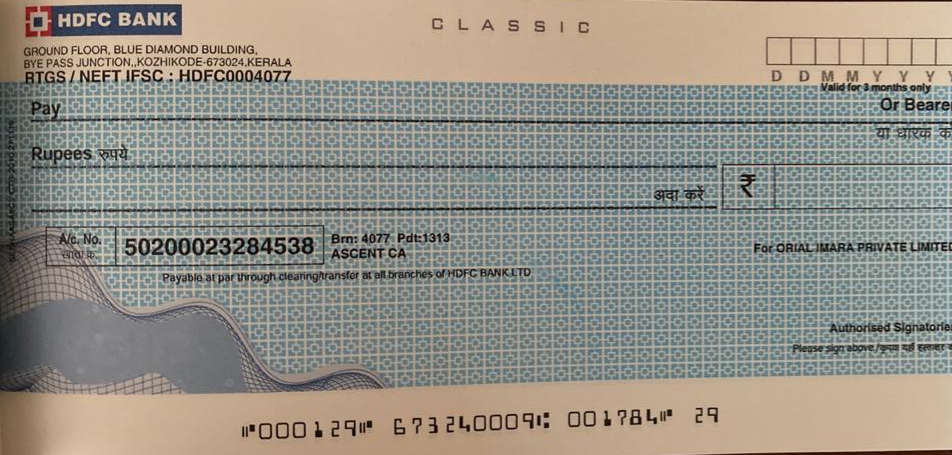 HDFC BANK
CLASSIC
GROUND FLOOR, BLUE DIAMOND BUILDING,
BYE PASS JUNCTION,,KOZHIKODE-673024,KERALA
RTGS / NEFT IFSC : HDFC0004077
D D M M Y Y Y
Valid for 3 months only
Pay
Or Beare
या धारक क
Rupees रुपये
अदा करें
₹
A/c. No.
खाता क्र.
50200023284538
Brn: 4077 Pdt:1313
ASCENT CA
For ORIAL IMARA PRIVATE LIMITE
Payable at par through clearing/transfer at all branches of HDFC BANK LTD
Authorised Signatorie
Please sign above /कृपया यहाँ हस्ताक्षर
⑈000129⑈ 673240009⑆ 001784⑈ 29